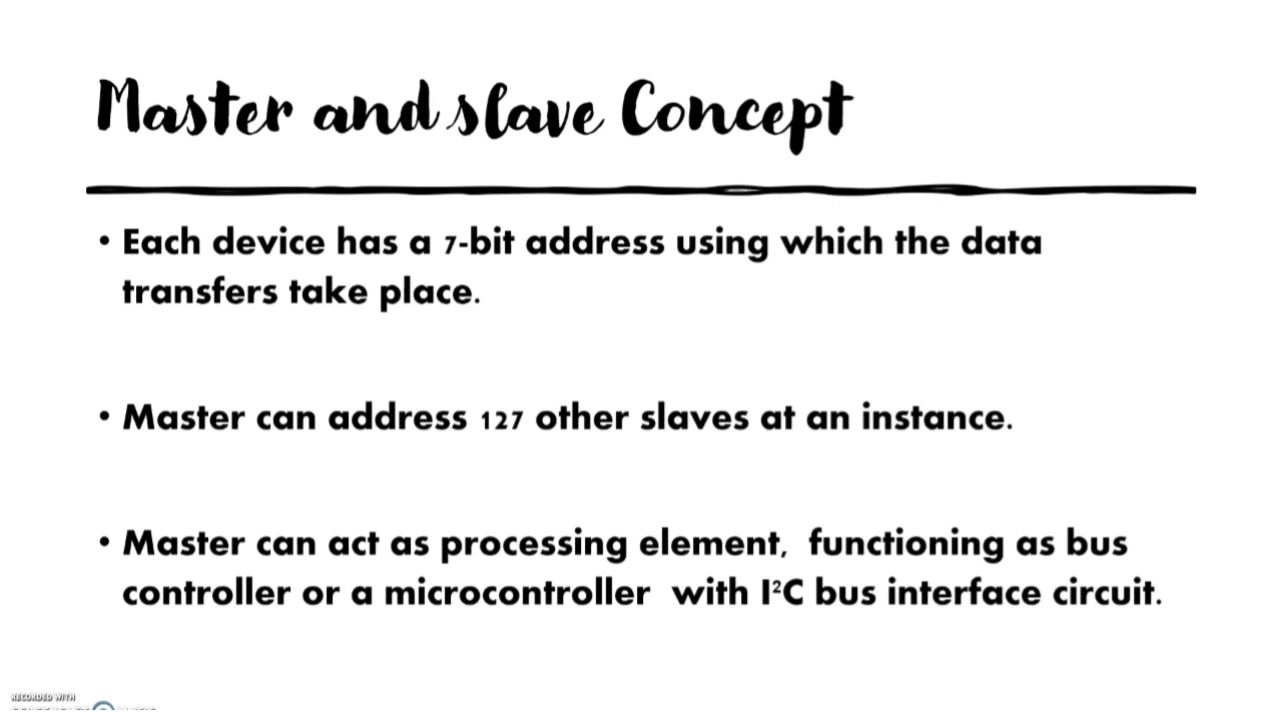 Master and slave Concept
• Each device has a 7-bit address using which the data
transfers take place.
• Master can address 127 other slaves at an instance.
• Master can act as processing element, functioning as bus
controller or a microcontroller with I²C bus interface circuit.
RECORDED WITH